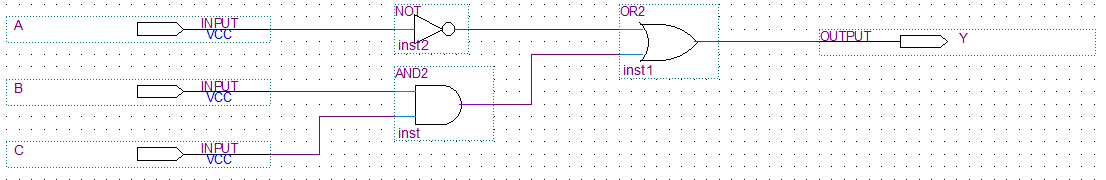 A
INPUT
VCC
NOT
inst2
OR2
inst1
OUTPUT
Y
B
INPUT
VCC
AND2
inst
C
INPUT
VCC